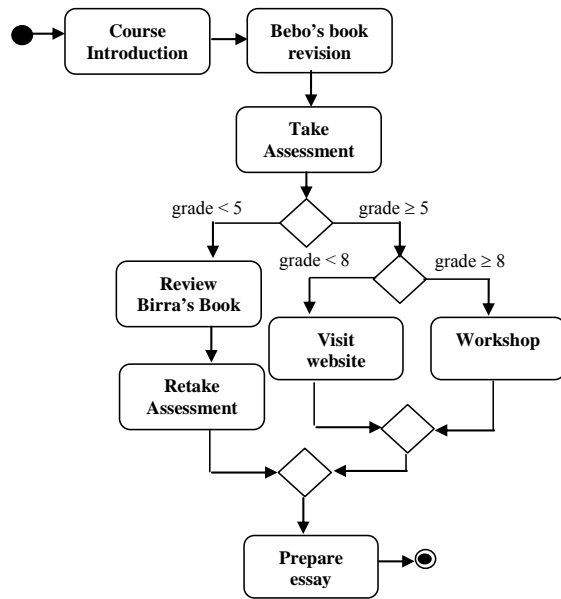 Course
Introduction
Bebo’s book
revision
Take
Assessment
grade < 5
grade ≥ 5
grade < 8
grade ≥ 8
Review
Birra’s Book
Visit
website
Workshop
Retake
Assessment
Prepare
essay